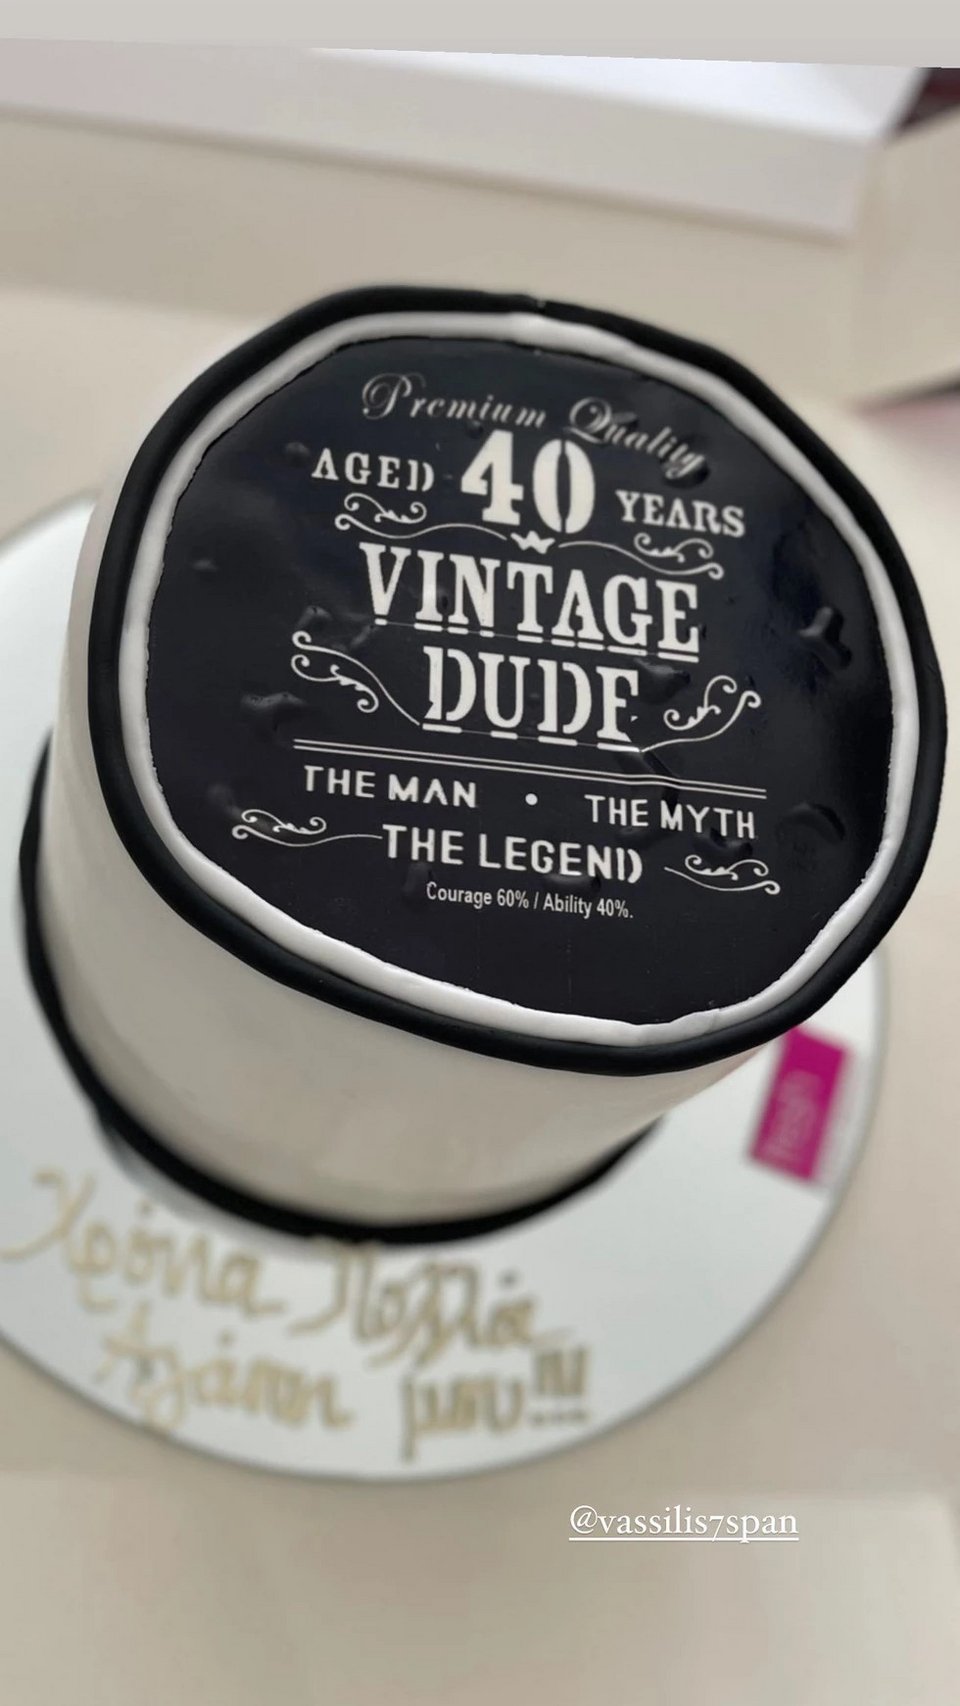 Premium Quality
AGED 40 YEARS
VINTAGE
DUDE
THE MAN • THE MYTH
THE LEGEND
Courage 60% / Ability 40%.
Χρόνια Πολλά
Αγάπη μου!!!
@vassilis7span